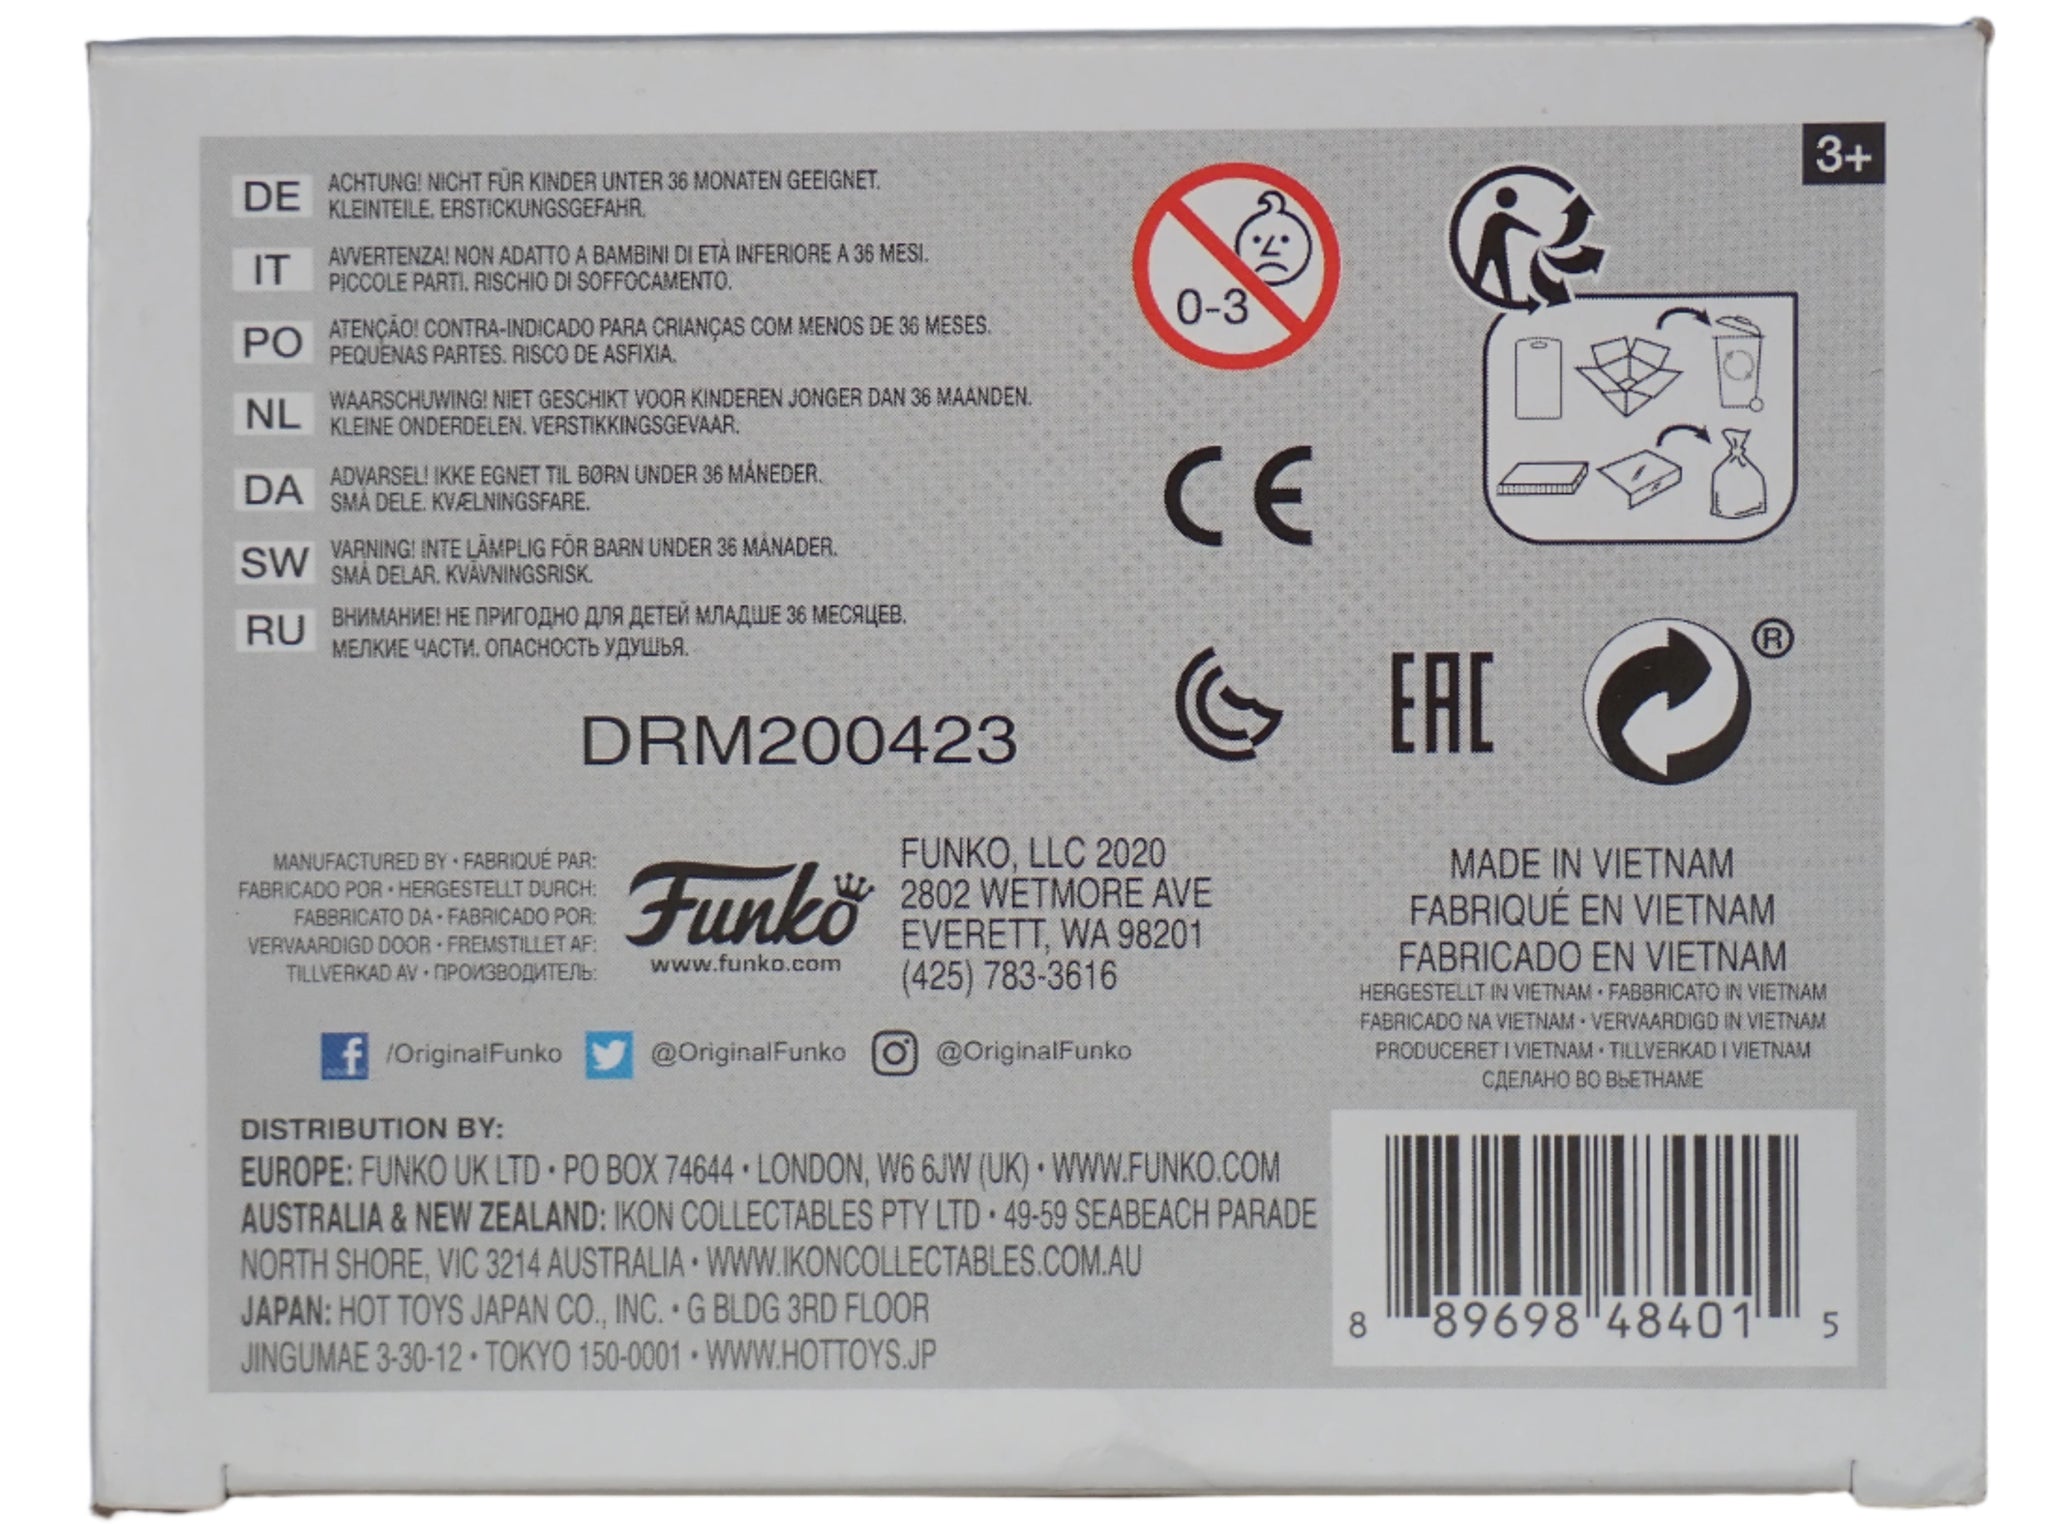 3+
DE
ACHTUNG! NICHT FÜR KINDER UNTER 36 MONATEN GEEIGNET.
KLEINTEILE. ERSTICKUNGSGEFAHR.
IT
AVVERTENZA! NON ADATTO A BAMBINI DI ETÀ INFERIORE A 36 MESI.
PICCOLE PARTI. RISCHIO DI SOFFOCAMENTO.
PO
ATENÇÃO! CONTRA-INDICADO PARA CRIANÇAS COM MENOS DE 36 MESES.
PEQUENAS PARTES. RISCO DE ASFIXIA.
NL
WAARSCHUWING! NIET GESCHIKT VOOR KINDEREN JONGER DAN 36 MAANDEN.
KLEINE ONDERDELEN. VERSTIKKINGSGEVAAR.
DA
ADVARSEL! IKKE EGNET TIL BØRN UNDER 36 MÅNEDER.
SMÅ DELE. KVÆLNINGSFARE.
SW
VARNING! INTE LÄMPLIG FÖR BARN UNDER 36 MÅNADER.
SMÅ DELAR. KVÄVNINGSRISK.
RU
ВНИМАНИЕ! НЕ ПРИГОДНО ДЛЯ ДЕТЕЙ МЛАДШЕ 36 МЕСЯЦЕВ.
МЕЛКИЕ ЧАСТИ. ОПАСНОСТЬ УДУШЬЯ.
0-3
CE
EAC
®
DRM200423
MANUFACTURED BY • FABRIQUÉ PAR:
FABRICADO POR • HERGESTELLT DURCH:
FABBRICATO DA • FABRICADO POR:
VERVAARDIGD DOOR • FREMSTILLET AF:
TILLVERKAD AV • ПРОИЗВОДИТЕЛЬ:
Funko
www.funko.com
FUNKO, LLC 2020
2802 WETMORE AVE
EVERETT, WA 98201
(425) 783-3616
MADE IN VIETNAM
FABRIQUÉ EN VIETNAM
FABRICADO EN VIETNAM
HERGESTELLT IN VIETNAM • FABBRICATO IN VIETNAM
FABRICADO NA VIETNAM • VERVAARDIGD IN VIETNAM
PRODUCERET I VIETNAM • TILLVERKAD I VIETNAM
СДЕЛАНО ВО ВЬЕТНАМЕ
f /OriginalFunko @OriginalFunko @OriginalFunko
DISTRIBUTION BY:
EUROPE: FUNKO UK LTD • PO BOX 74644 • LONDON, W6 6JW (UK) • WWW.FUNKO.COM
AUSTRALIA & NEW ZEALAND: IKON COLLECTABLES PTY LTD • 49-59 SEABEACH PARADE
NORTH SHORE, VIC 3214 AUSTRALIA • WWW.IKONCOLLECTABLES.COM.AU
JAPAN: HOT TOYS JAPAN CO., INC. • G BLDG 3RD FLOOR
JINGUMAE 3-30-12 • TOKYO 150-0001 • WWW.HOTTOYS.JP
8 89698 48401 5